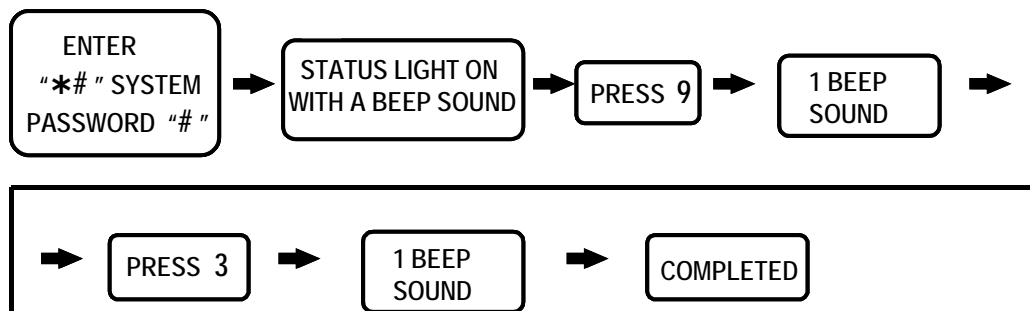 ENTER
“*# ” SYSTEM
PASSWORD “# ”
STATUS LIGHT ON
WITH A BEEP SOUND
PRESS 9
1 BEEP
SOUND
PRESS 3
1 BEEP
SOUND
COMPLETED